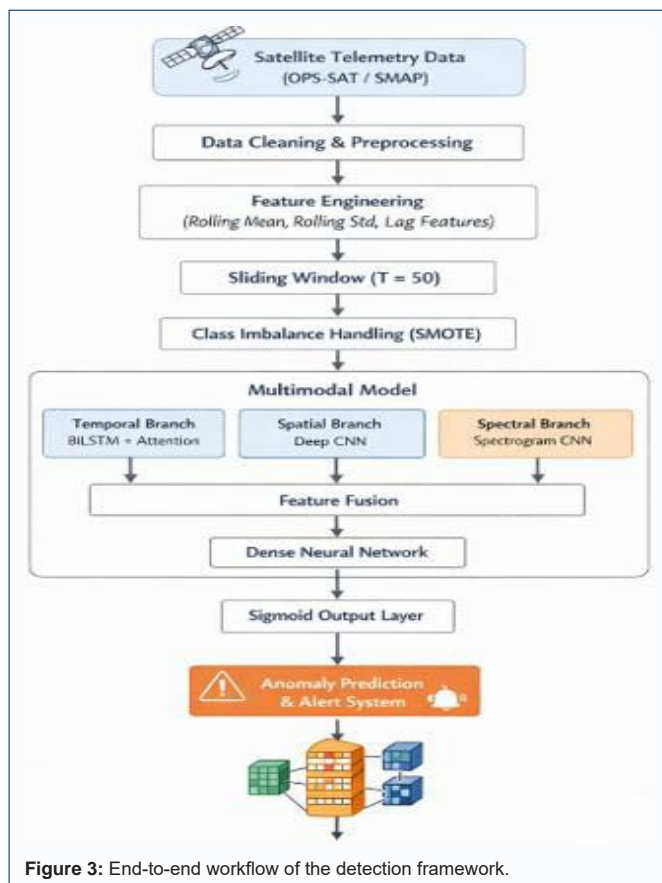 Satellite Telemetry Data
(OPS-SAT / SMAP)
Data Cleaning & Preprocessing
Feature Engineering
(Rolling Mean, Rolling Std, Lag Features)
Sliding Window (T = 50)
Class Imbalance Handling (SMOTE)
Multimodal Model
Temporal Branch
BILSTM + Attention
Spatial Branch
Deep CNN
Spectral Branch
Spectrogram CNN
Feature Fusion
Dense Neural Network
Sigmoid Output Layer
Anomaly Prediction
& Alert System
Figure 3: End-to-end workflow of the detection framework.